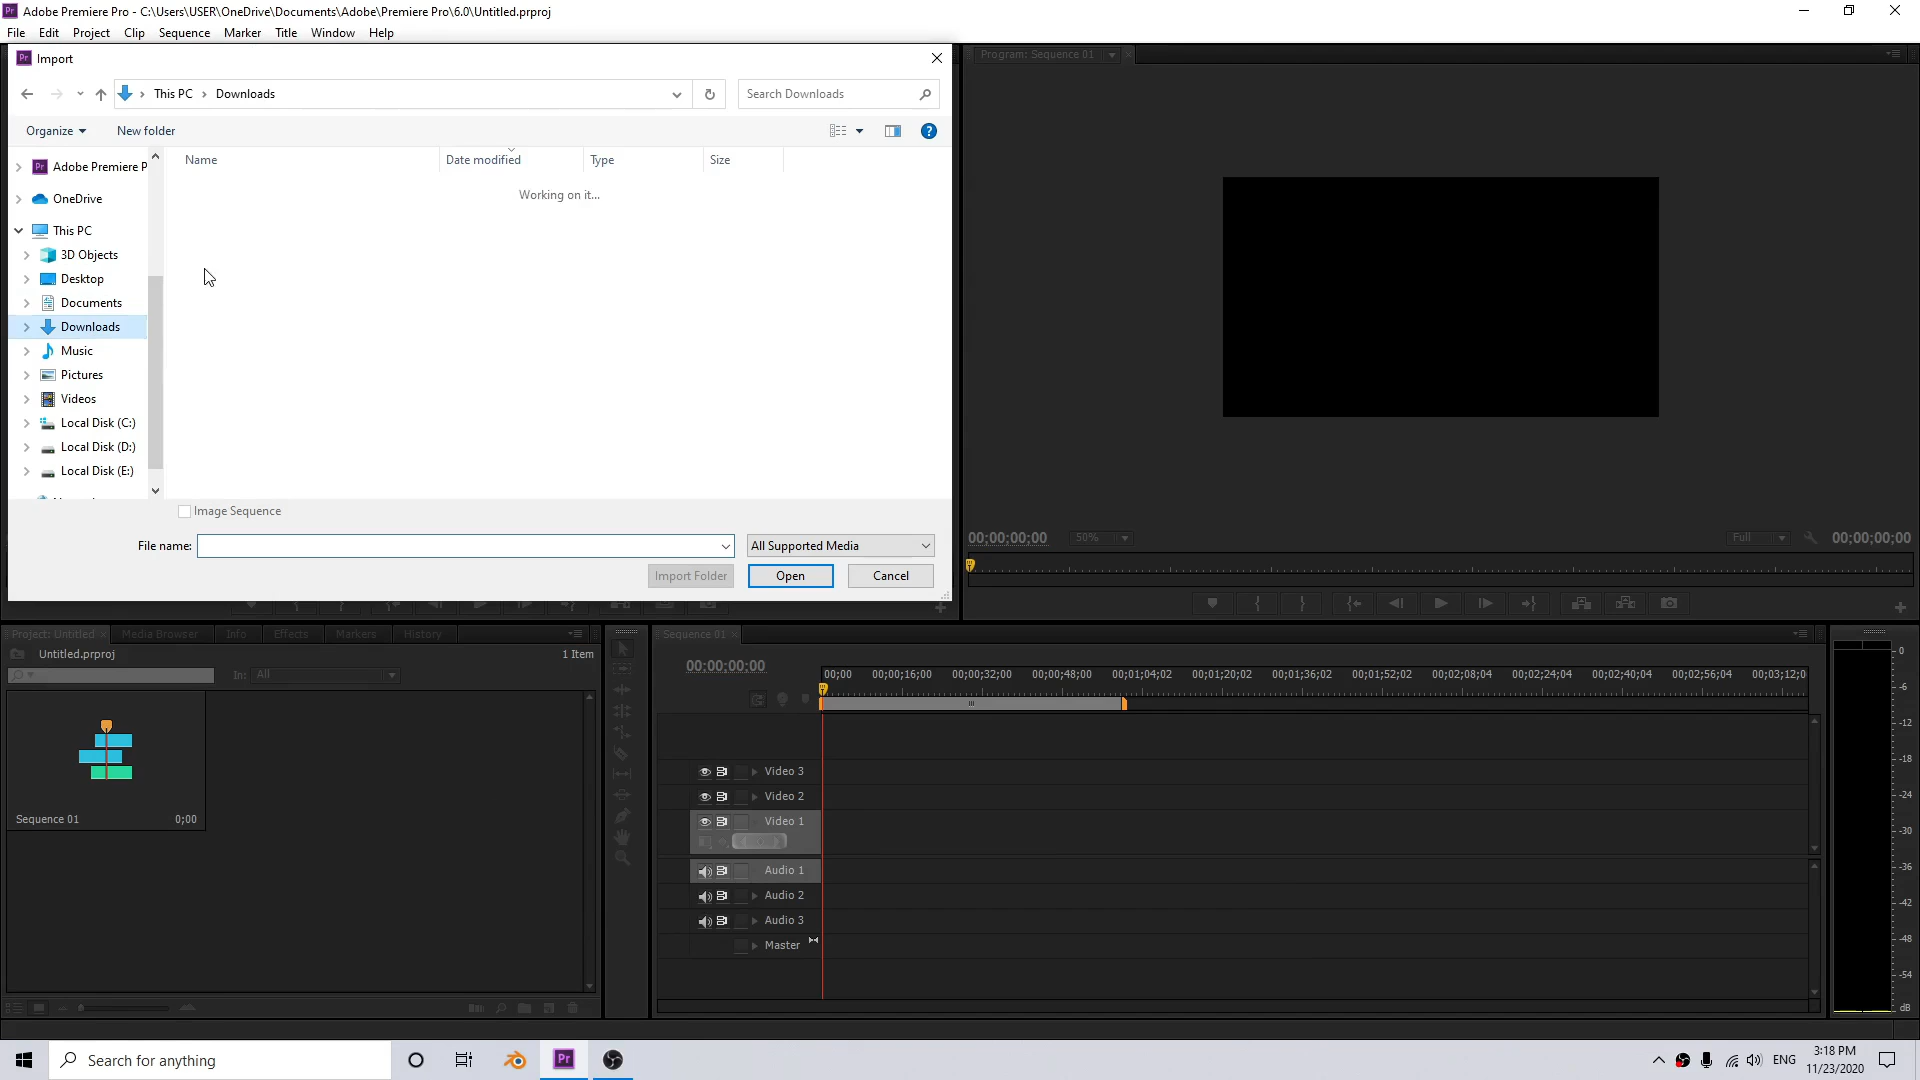 Adobe Premiere Pro - C:\Users\USER\OneDrive\Documents\Adobe\Premiere Pro\6.0\Untitled.prproj
File Edit Project Clip Sequence Marker Title Window Help
Pr Import
Program: Sequence 01
This PC › Downloads
Search Downloads
Organize
New folder
Name
Date modified
Type
Size
Working on it...
Adobe Premiere P
OneDrive
This PC
3D Objects
Desktop
Documents
Downloads
Music
Pictures
Videos
Local Disk (C:)
Local Disk (D:)
Local Disk (E:)
Image Sequence
File name:
All Supported Media
Import Folder
Open
Cancel
00;00;00;00
50%
Full
00;00;00;00
Project: Untitled
Media Browser
Info
Effects
Markers
History
Untitled.prproj
1 Item
In: All
Sequence 01
0;00
Sequence 01
00;00;00;00
00;00 00;00;16;00 00;00;32;00 00;00;48;00 00;01;04;02 00;01;20;02 00;01;36;02 00;01;52;02 00;02;08;04 00;02;24;04 00;02;40;04 00;02;56;04 00;03;12;0
Video 3
Video 2
Video 1
Audio 1
Audio 2
Audio 3
Master
0
-6
-12
-18
-24
-30
-36
-42
-48
-54
dB
Search for anything
Pr
ENG
3:18 PM
11/23/2020